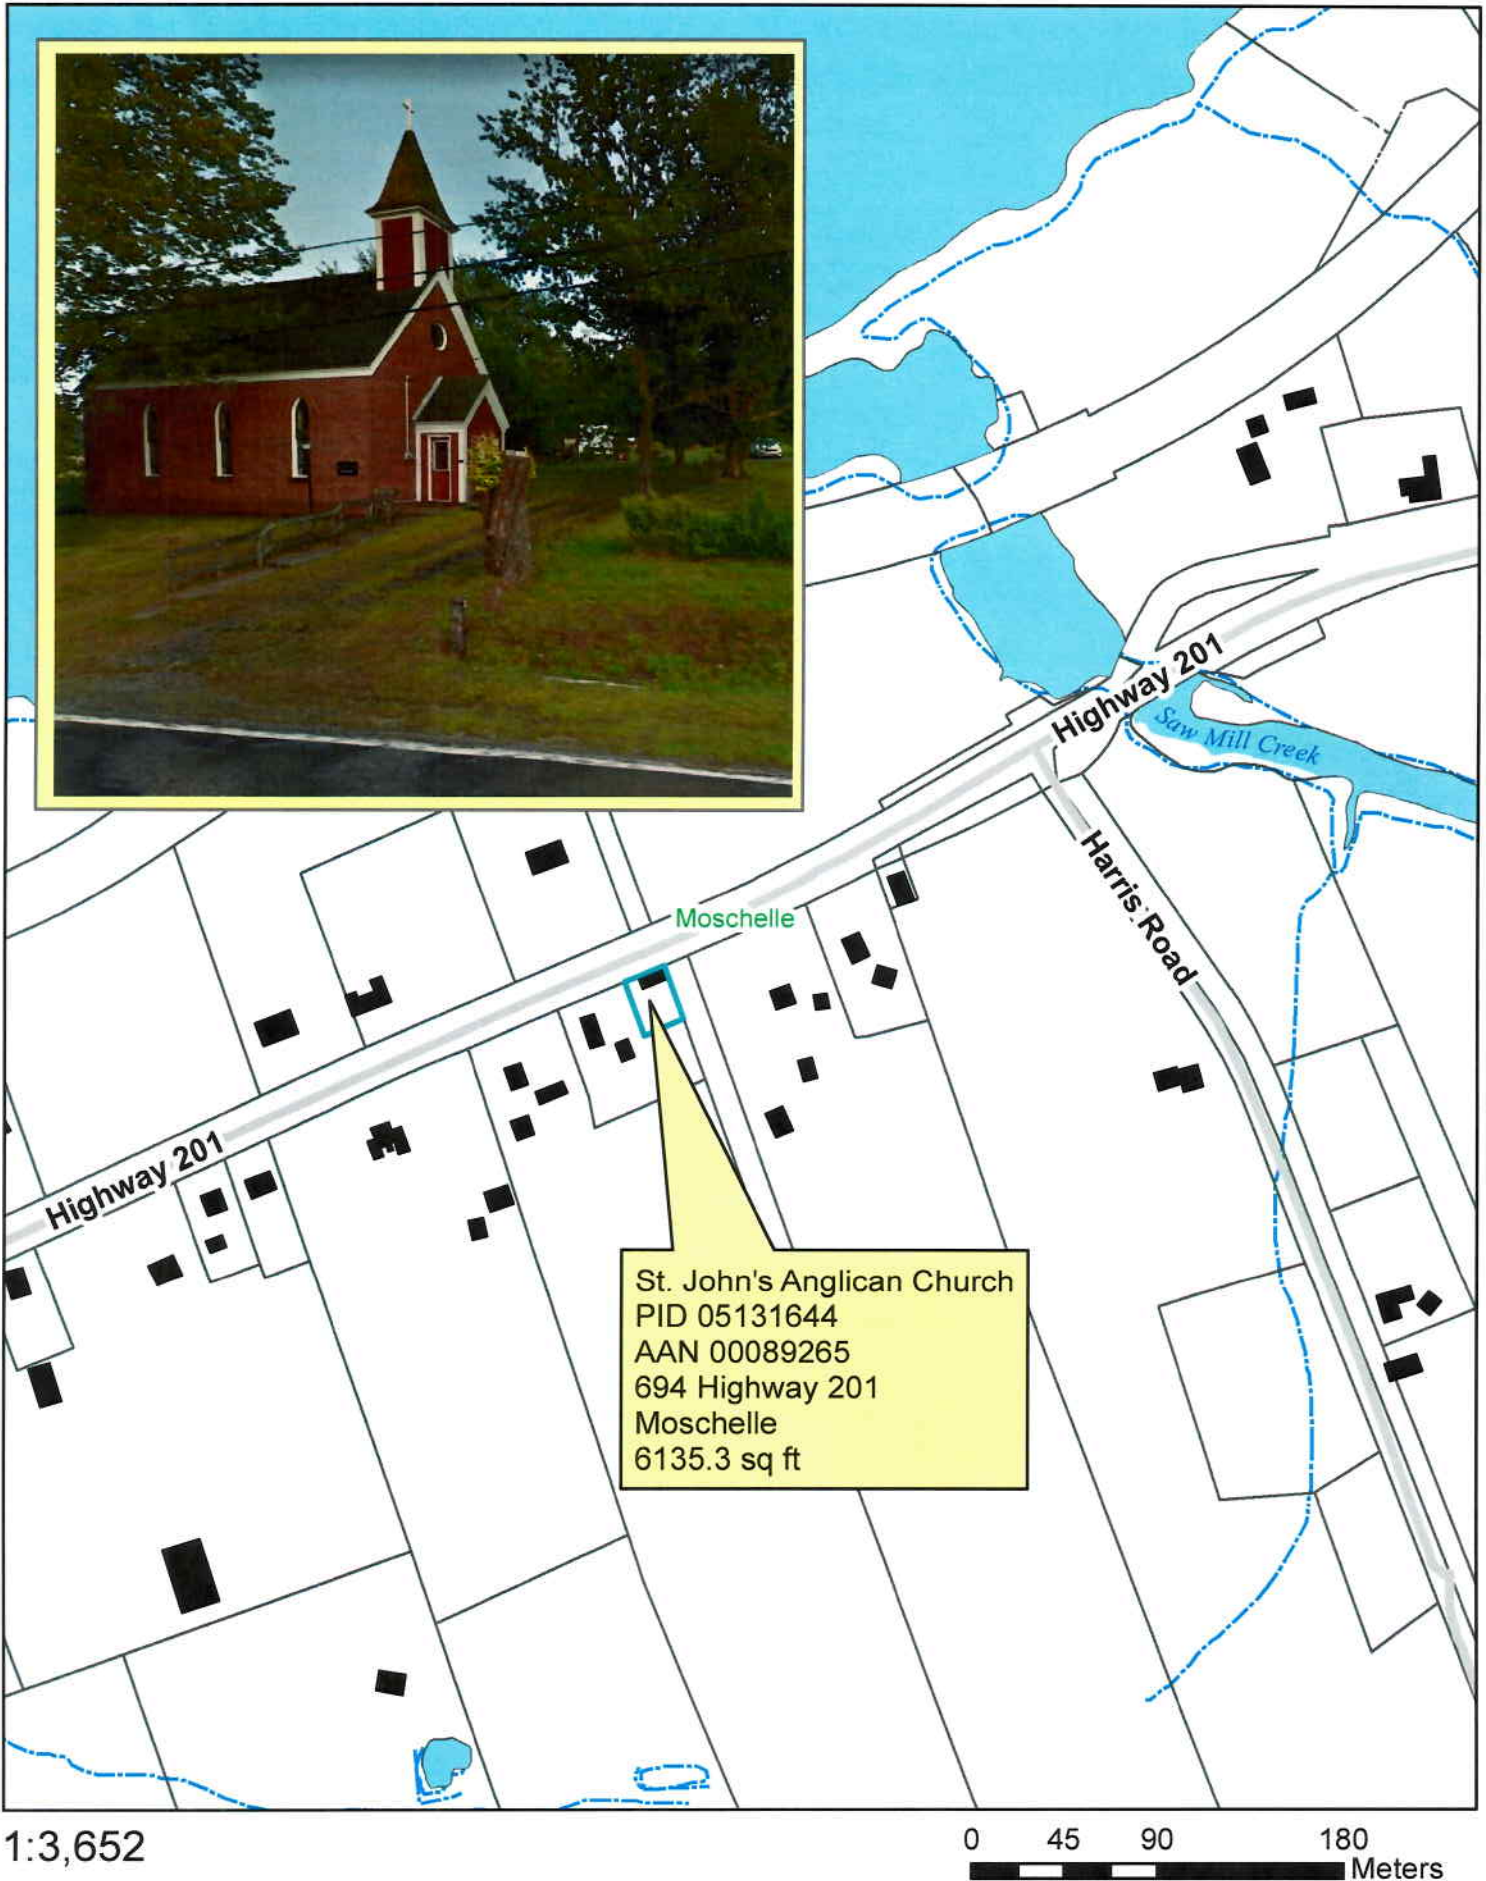 Highway 201
Saw Mill Creek
Harris Road
Moschelle
Highway 201
St. John's Anglican Church
PID 05131644
AAN 00089265
694 Highway 201
Moschelle
6135.3 sq ft
1:3,652
0 45 90 180
Meters